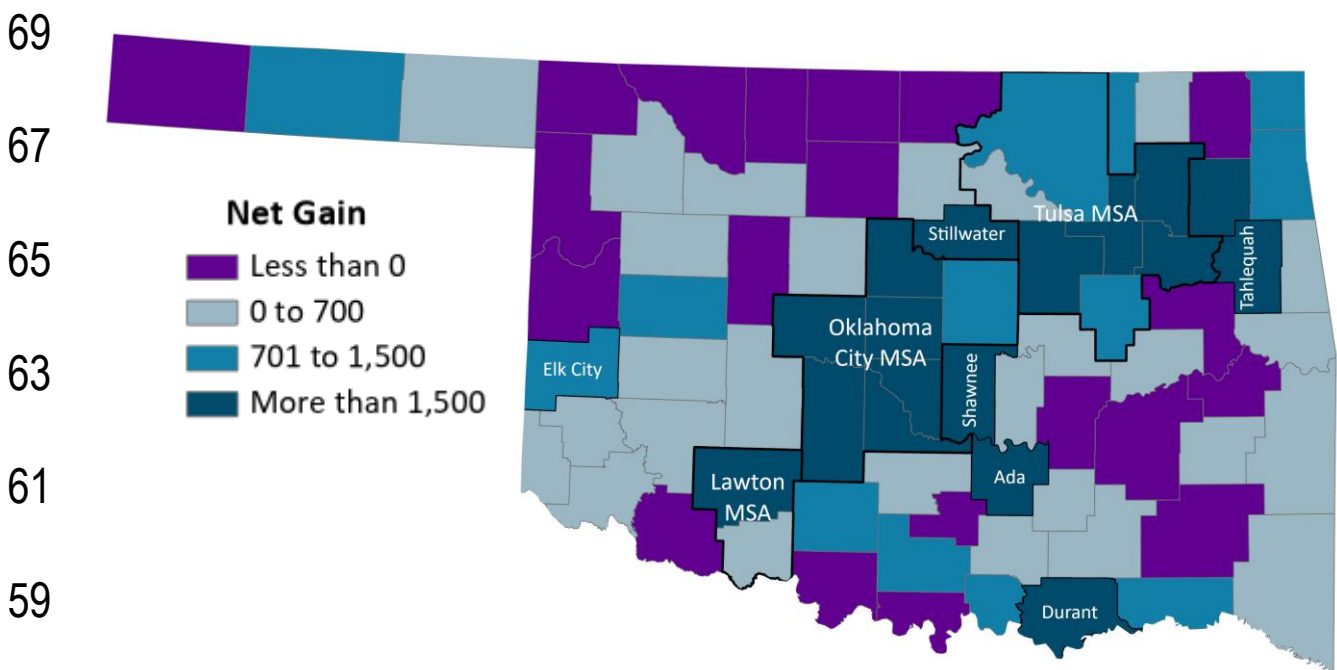 69
67
65
63
61
59
Net Gain
Less than 0
0 to 700
701 to 1,500
More than 1,500
Tulsa MSA
Stillwater
Tahlequah
Oklahoma
City MSA
Elk City
Shawnee
Lawton
MSA
Ada
Durant